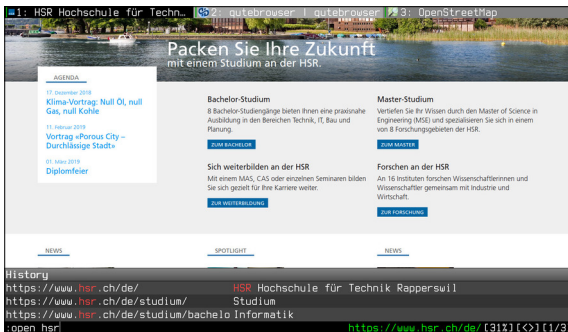 1: HSR Hochschule für Techn…
2: qutebrowser | qutebrowser
3: OpenStreetMap
Packen Sie Ihre Zukunft
mit einem Studium an der HSR.
AGENDA
17. Dezember 2018
Klima-Vortrag: Null Öl, null
Gas, null Kohle
11. Februar 2019
Vortrag «Porous City –
Durchlässige Stadt»
01. März 2019
Diplomfeier
Bachelor-Studium
8 Bachelor-Studiengänge bieten Ihnen eine praxisnahe
Ausbildung in den Bereichen Technik, IT, Bau und
Planung.
ZUM BACHELOR
Master-Studium
Vertiefen Sie Ihr Wissen durch den Master of Science in
Engineering (MSE) und spezialisieren Sie sich in einem
von 8 Forschungsgebieten der HSR.
ZUM MASTER
Sich weiterbilden an der HSR
Mit einem MAS, CAS oder einzelnen Seminaren bilden
Sie sich gezielt für Ihre Karriere weiter.
ZUR WEITERBILDUNG
Forschen an der HSR
An 16 Instituten forschen Wissenschaftlerinnen und
Wissenschaftler gemeinsam mit Industrie und
Wirtschaft.
ZUR FORSCHUNG
NEWS
SPOTLIGHT
NEWS
History
https://www.hsr.ch/de/ HSR Hochschule für Technik Rapperswil
https://www.hsr.ch/de/studium/ Studium
https://www.hsr.ch/de/studium/bachelo Informatik
:open hsr https://www.hsr.ch/de/ [31%][<>][1/3